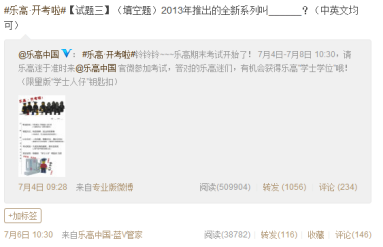 #乐高·开考啦#【试题三】（填空题）2013年推出的全新系列叫______？（中英文均可）
@乐高中国 V：#乐高·开考啦#铃铃铃~~~乐高期末考试开始了！ 7月4日-7月8日 10:30，请乐高迷于准时来@乐高中国 官微参加考试，答对的乐高迷们，有机会获得乐高“学士学位”哦！（限量版“学士人仔”钥匙扣）
7月4日 09:28 来自专业版微博 阅读(509904) 转发 (1056) 评论 (234)
+加标签
7月6日 10:30 来自乐高中国-蓝V管家 阅读(38782) 转发(116) 收藏 评论(146)